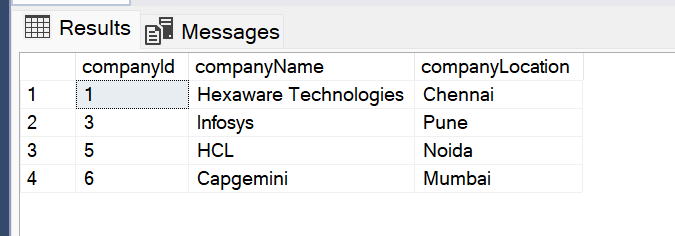 Results Messages
companyId companyName companyLocation
1 1 Hexaware Technologies Chennai
2 3 Infosys Pune
3 5 HCL Noida
4 6 Capgemini Mumbai